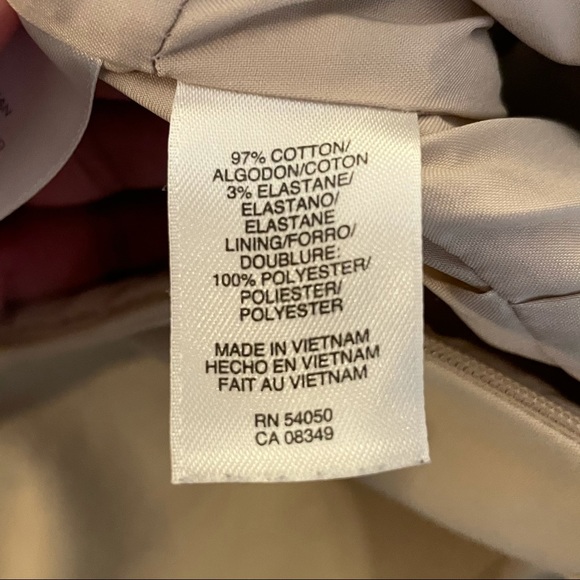 97% COTTON/
ALGODON/COTON
3% ELASTANE/
ELASTANO/
ELASTANE
LINING/FORRO/
DOUBLURE:
100% POLYESTER/
POLIESTER/
POLYESTER
MADE IN VIETNAM
HECHO EN VIETNAM
FAIT AU VIETNAM
RN 54050
CA 08349